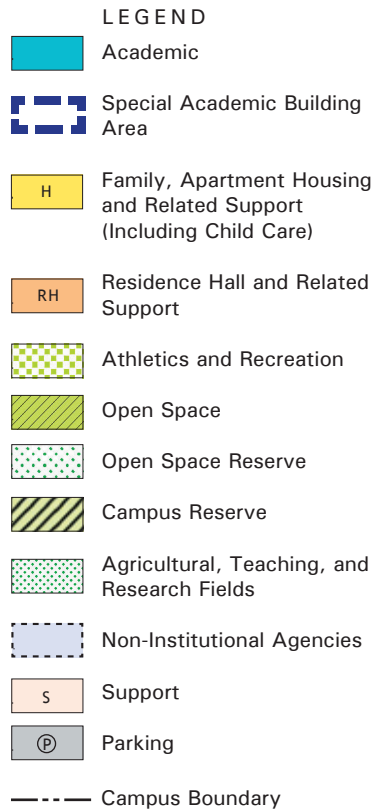 LEGEND
Academic
Special Academic Building
Area
H
Family, Apartment Housing
and Related Support
(Including Child Care)
RH
Residence Hall and Related
Support
Athletics and Recreation
Open Space
Open Space Reserve
Campus Reserve
Agricultural, Teaching, and
Research Fields
Non-Institutional Agencies
S
Support
P
Parking
Campus Boundary